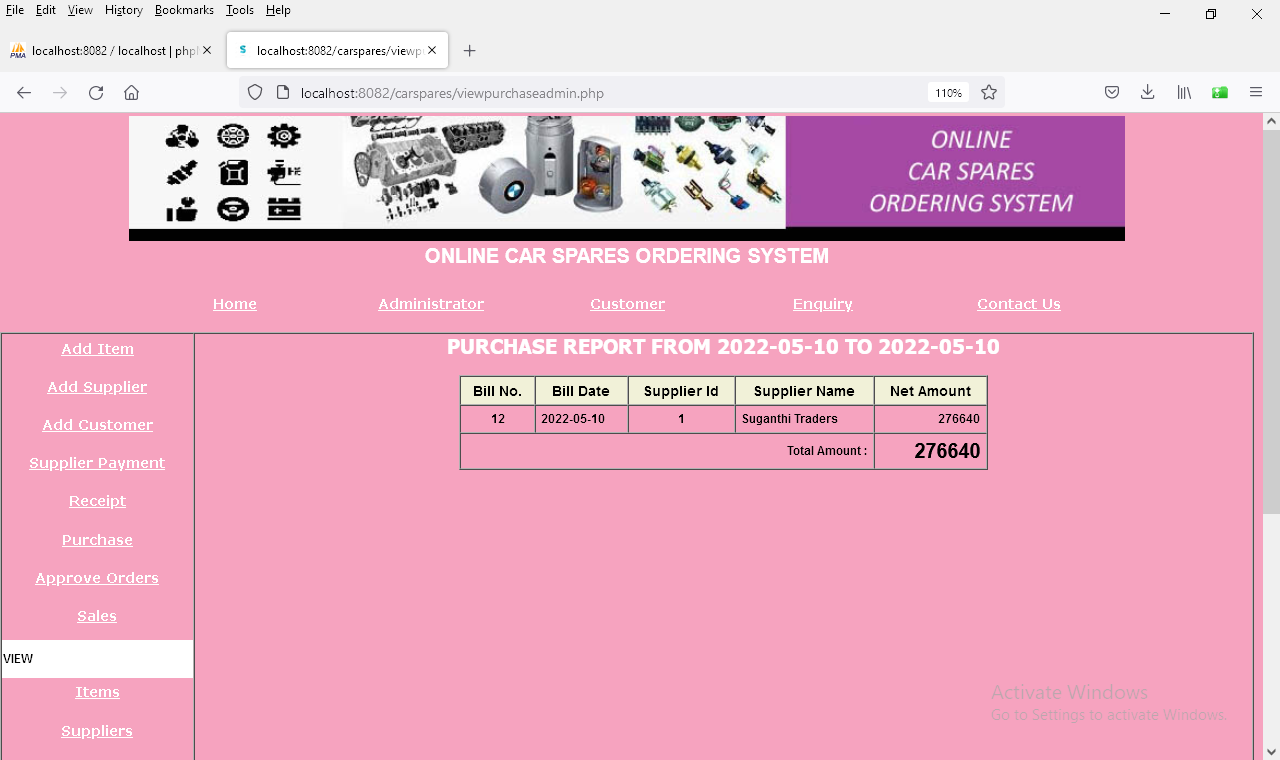 File Edit View History Bookmarks Tools Help
PMA localhost:8082 / localhost | php
S localhost:8082/carspares/viewpu
localhost:8082/carspares/viewpurchaseadmin.php 110%
ONLINE
CAR SPARES
ORDERING SYSTEM
ONLINE CAR SPARES ORDERING SYSTEM
Home Administrator Customer Enquiry Contact Us
Add Item
Add Supplier
Add Customer
Supplier Payment
Receipt
Purchase
Approve Orders
Sales
VIEW
Items
Suppliers
PURCHASE REPORT FROM 2022-05-10 TO 2022-05-10
Bill No. Bill Date Supplier Id Supplier Name Net Amount
12 2022-05-10 1 Suganthi Traders 276640
Total Amount : 276640
Activate Windows
Go to Settings to activate Windows.